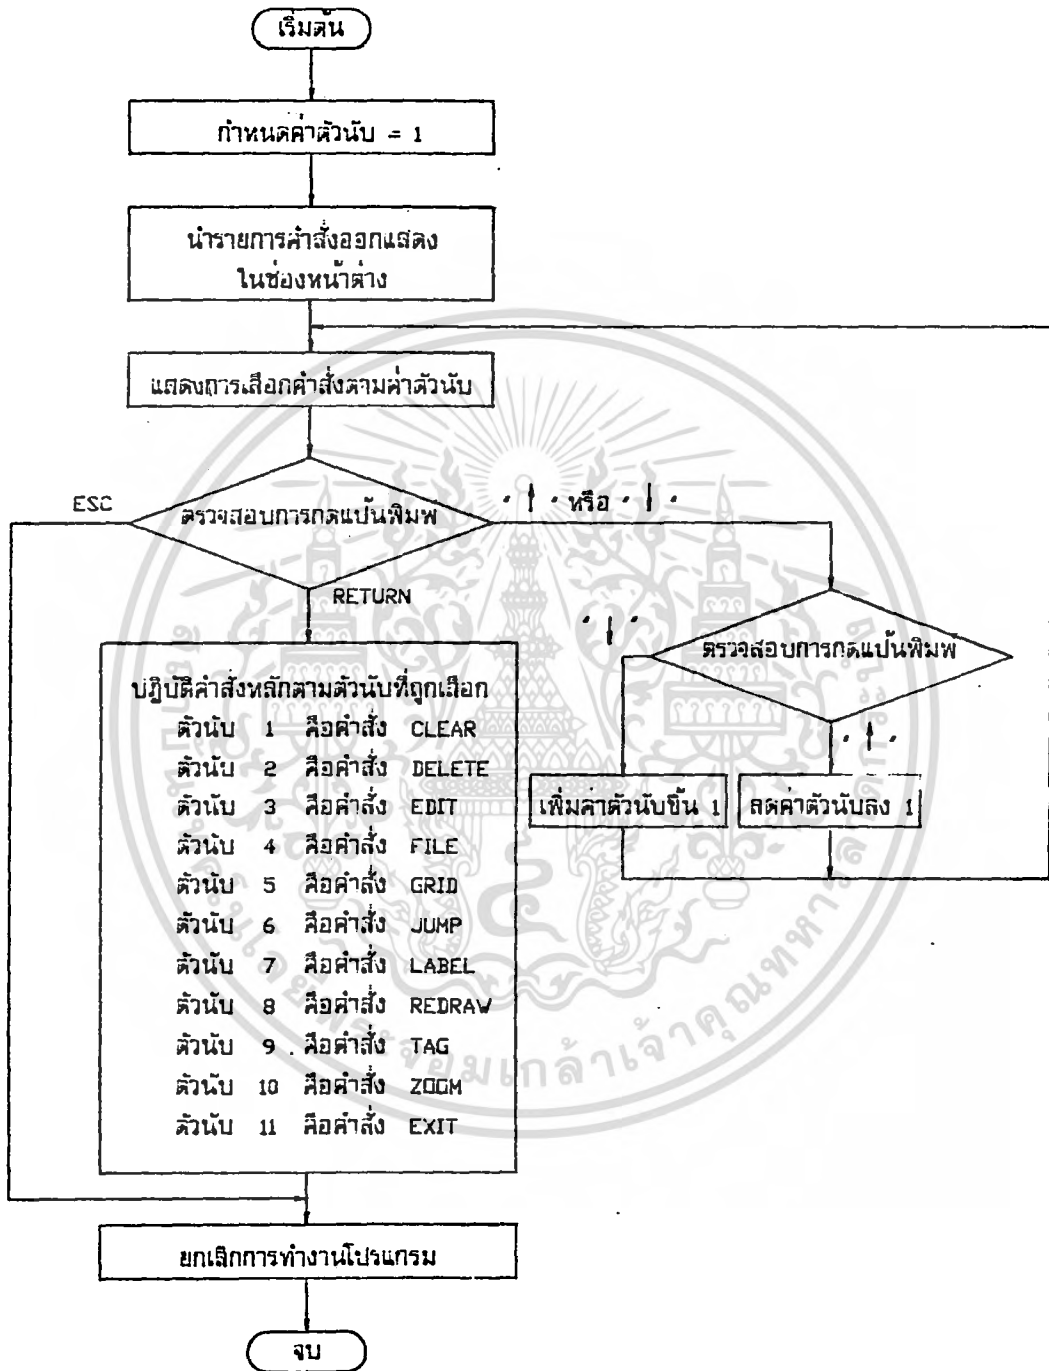 เริ่มต้น
กำหนดค่าตัวนับ = 1
นำรายการคำสั่งออกแสดง
ในช่องหน้าต่าง
แสดงการเลือกคำสั่งตามค่าตัวนับ
ESC
ตรวจสอบการกดแป้นพิมพ์
' ↑ ' หรือ ' ↓ '
RETURN
' ↓ '
ตรวจสอบการกดแป้นพิมพ์
' ↑ '
เพิ่มค่าตัวนับขึ้น 1
ลดค่าตัวนับลง 1
ปฏิบัติคำสั่งหลักตามตัวนับที่ถูกเลือก
ตัวนับ 1 คือคำสั่ง CLEAR
ตัวนับ 2 คือคำสั่ง DELETE
ตัวนับ 3 คือคำสั่ง EDIT
ตัวนับ 4 คือคำสั่ง FILE
ตัวนับ 5 คือคำสั่ง GRID
ตัวนับ 6 คือคำสั่ง JUMP
ตัวนับ 7 คือคำสั่ง LABEL
ตัวนับ 8 คือคำสั่ง REDRAW
ตัวนับ 9 คือคำสั่ง TAG
ตัวนับ 10 คือคำสั่ง ZOOM
ตัวนับ 11 คือคำสั่ง EXIT
ยกเลิกการทำงานโปรแกรม
จบ